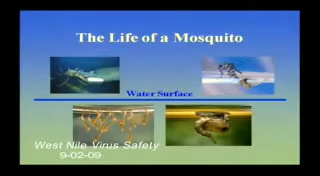 The Life of a Mosquito
Water Surface
West Nile Virus Safety
9-02-09